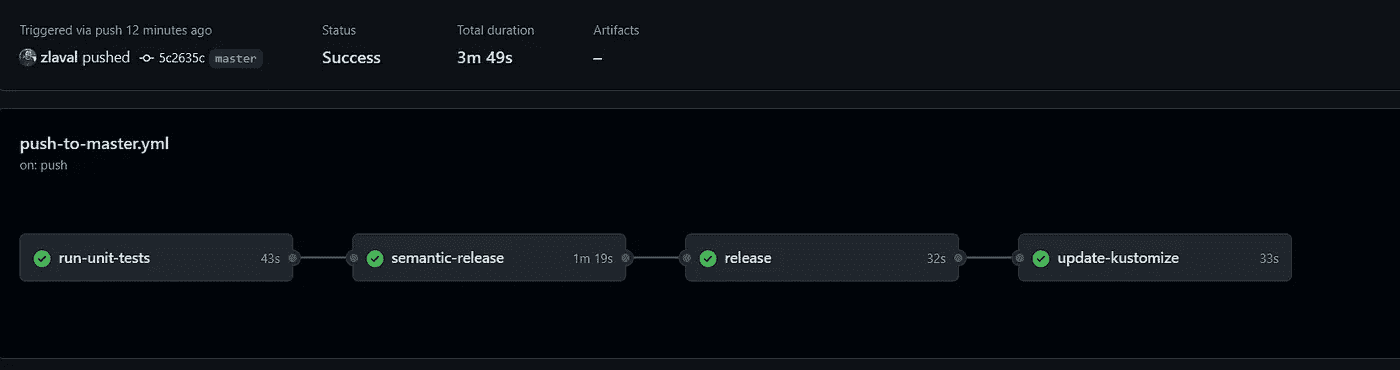 Triggered via push 12 minutes ago
Status
Total duration
Artifacts
zlaval pushed 5c2635c master
Success
3m 49s
–
push-to-master.yml
on: push
run-unit-tests 43s
semantic-release 1m 19s
release 32s
update-kustomize 33s